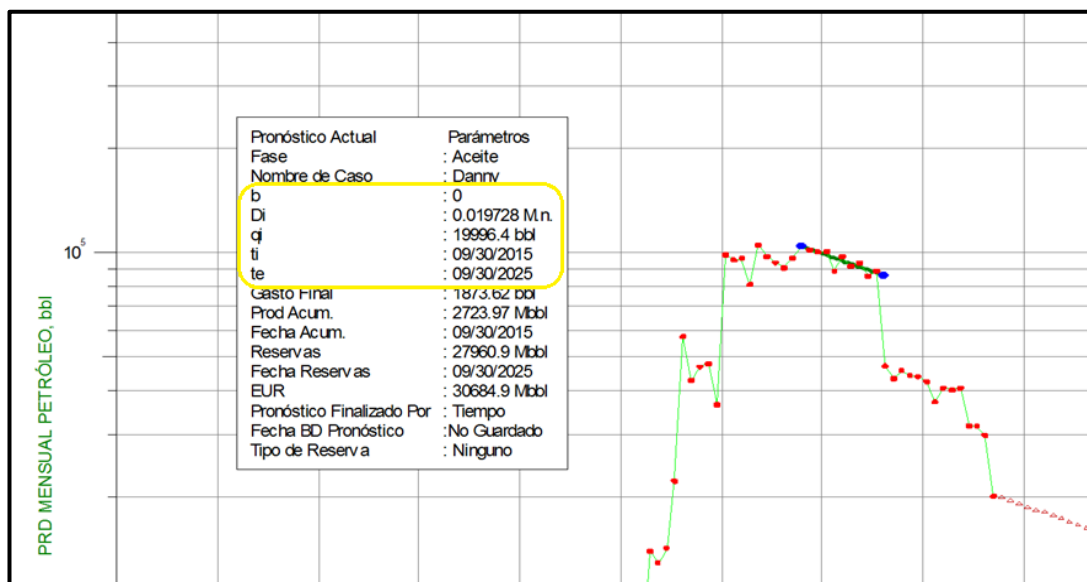 Pronóstico Actual Parámetros
Fase : Aceite
Nombre de Caso : Danny
b : 0
Di : 0.019728 M.n.
qi : 19996.4 bbl
ti : 09/30/2015
te : 09/30/2025
Gasto Final : 1873.62 bbl
Prod Acum. : 2723.97 Mbbl
Fecha Acum. : 09/30/2015
Reservas : 27960.9 Mbbl
Fecha Reservas : 09/30/2025
EUR : 30684.9 Mbbl
Pronóstico Finalizado Por : Tiempo
Fecha BD Pronóstico :No Guardado
Tipo de Reserva : Ninguno
10⁵
PRD MENSUAL PETRÓLEO, bbl